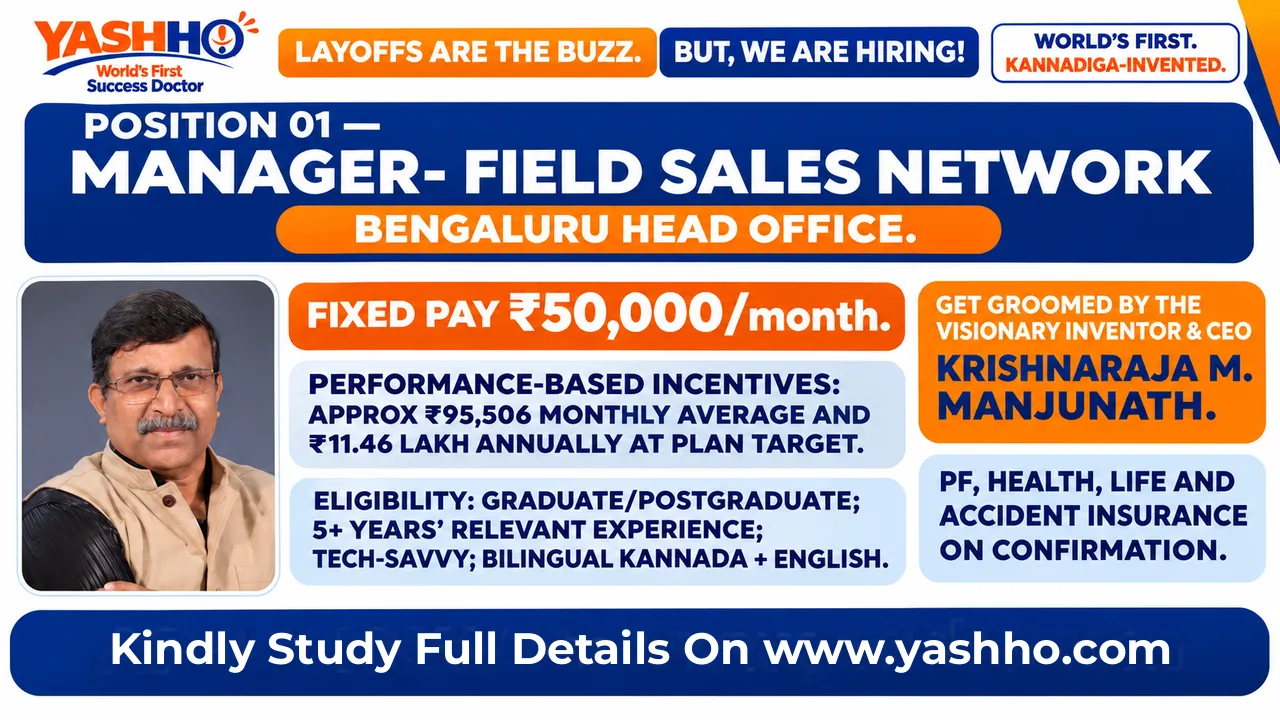 YASHHO
World's First
Success Doctor
LAYOFFS ARE THE BUZZ.
BUT, WE ARE HIRING!
WORLD'S FIRST.
KANNADIGA-INVENTED.
POSITION 01 —
MANAGER- FIELD SALES NETWORK
BENGALURU HEAD OFFICE.
FIXED PAY ₹50,000/month.
PERFORMANCE-BASED INCENTIVES:
APPROX ₹95,506 MONTHLY AVERAGE AND
₹11.46 LAKH ANNUALLY AT PLAN TARGET.
ELIGIBILITY: GRADUATE/POSTGRADUATE;
5+ YEARS' RELEVANT EXPERIENCE;
TECH-SAVVY; BILINGUAL KANNADA + ENGLISH.
GET GROOMED BY THE
VISIONARY INVENTOR & CEO
KRISHNARAJA M.
MANJUNATH.
PF, HEALTH, LIFE AND
ACCIDENT INSURANCE
ON CONFIRMATION.
Kindly Study Full Details On www.yashho.com